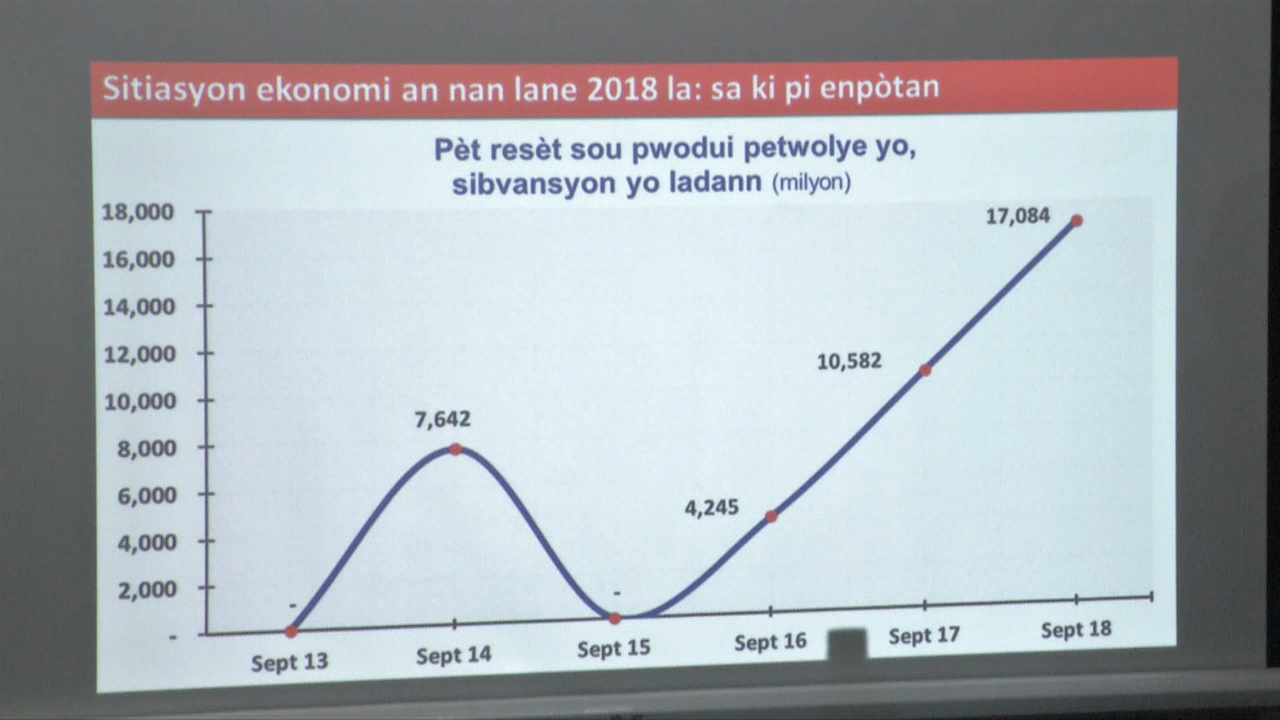 Sitiasyon ekonomi an nan lane 2018 la: sa ki pi enpòtan
Pèt resèt sou pwodui petwolye yo,
sibvansyon yo ladann (milyon)
18,000
16,000
14,000
12,000
10,000
8,000
6,000
4,000
2,000
-
-
7,642
-
4,245
10,582
17,084
Sept 13
Sept 14
Sept 15
Sept 16
Sept 17
Sept 18